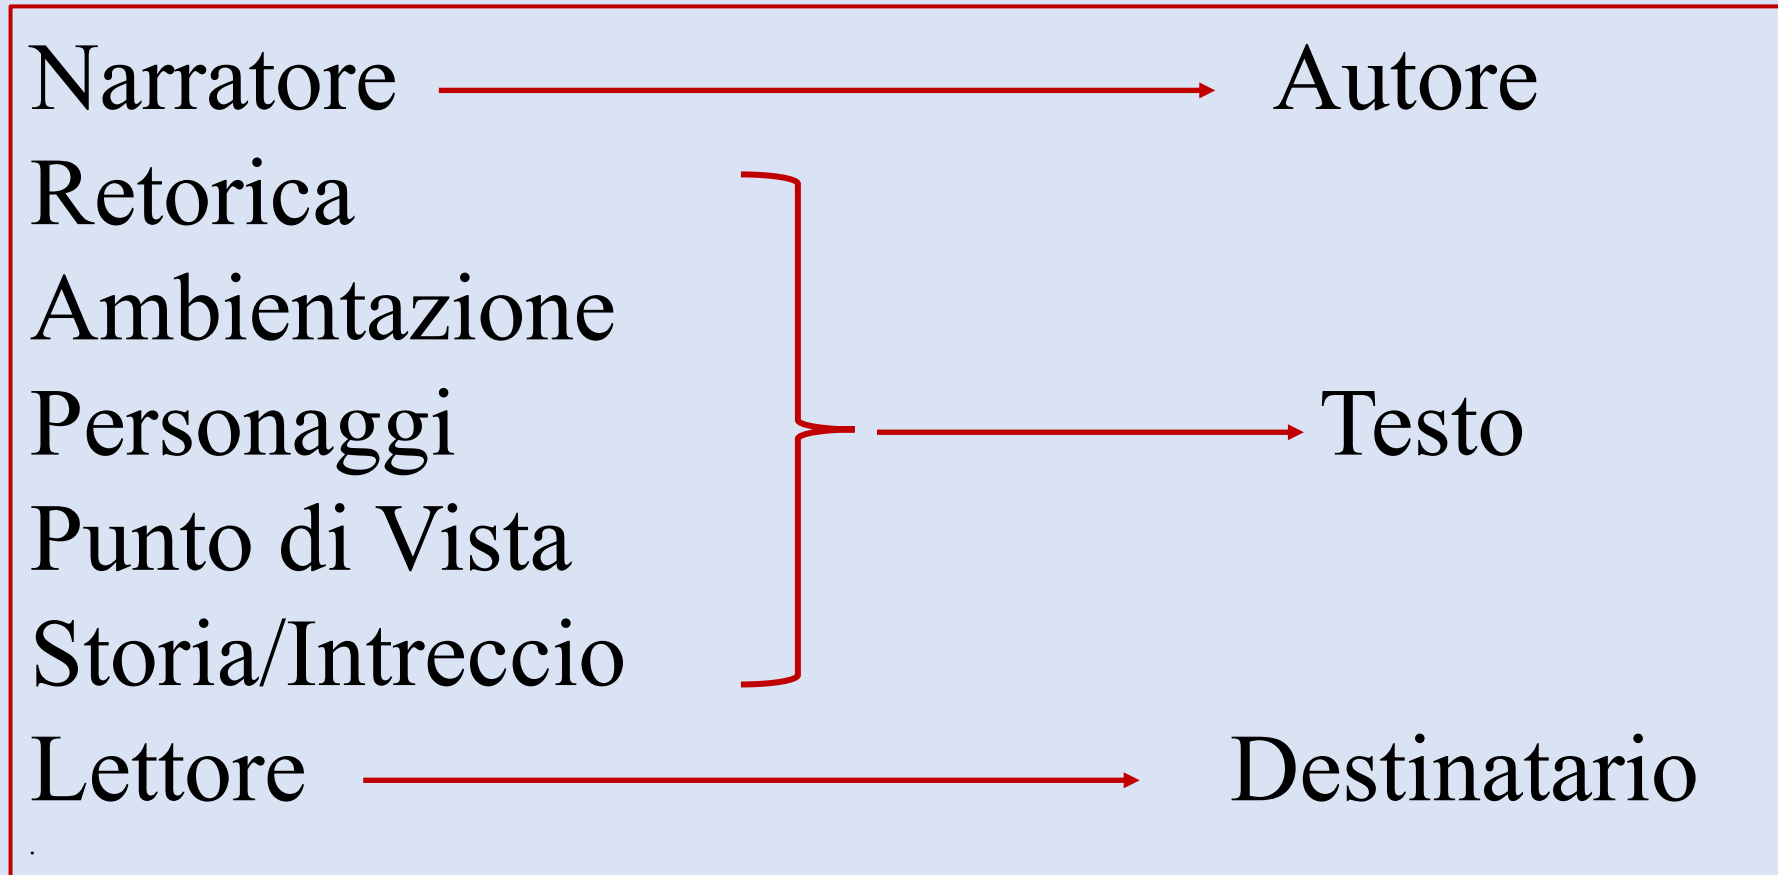 Narratore Autore
Retorica
Ambientazione
Personaggi Testo
Punto di Vista
Storia/Intreccio
Lettore Destinatario
.